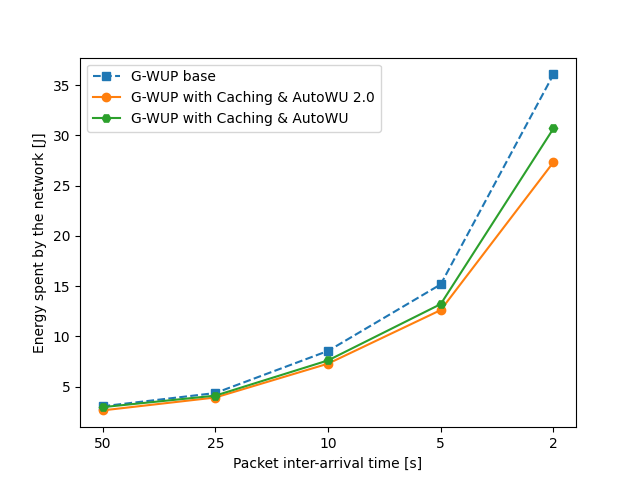 G-WUP base
G-WUP with Caching & AutoWU 2.0
G-WUP with Caching & AutoWU
Energy spent by the network [J]
35
30
25
20
15
10
5
50 25 10 5 2
Packet inter-arrival time [s]